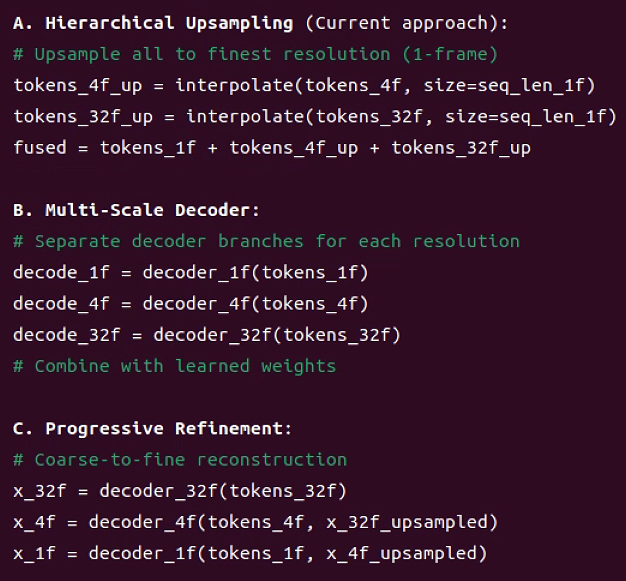 A. Hierarchical Upsampling (Current approach):
# Upsample all to finest resolution (1-frame)
tokens_4f_up = interpolate(tokens_4f, size=seq_len_1f)
tokens_32f_up = interpolate(tokens_32f, size=seq_len_1f)
fused = tokens_1f + tokens_4f_up + tokens_32f_up
B. Multi-Scale Decoder:
# Separate decoder branches for each resolution
decode_1f = decoder_1f(tokens_1f)
decode_4f = decoder_4f(tokens_4f)
decode_32f = decoder_32f(tokens_32f)
# Combine with learned weights
C. Progressive Refinement:
# Coarse-to-fine reconstruction
x_32f = decoder_32f(tokens_32f)
x_4f = decoder_4f(tokens_4f, x_32f_upsampled)
x_1f = decoder_1f(tokens_1f, x_4f_upsampled)